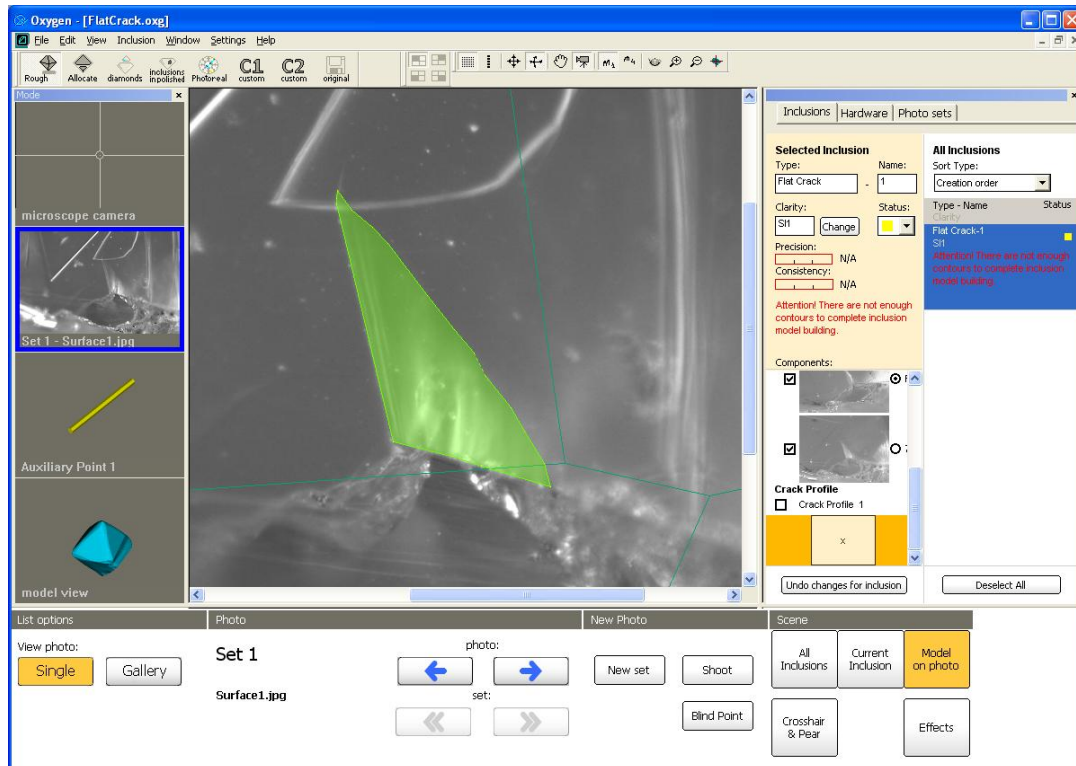 Oxygen - [FlatCrack.oxg]
File Edit View Inclusion Window Settings Help
Rough Allocate diamonds inclusions inpolished Photoreal C1 custom C2 custom original
Mode
microscope camera
Set 1 - Surface1.jpg
Auxiliary Point 1
model view
Inclusions Hardware Photo sets
Selected Inclusion
Type: Name:
Flat Crack - 1
Clarity: Status:
SI1 Change
Precision:
N/A
Consistency:
N/A
Attention! There are not enough
contours to complete inclusion
model building.
Components:
Crack Profile
Crack Profile 1
x
Undo changes for inclusion
All Inclusions
Sort Type:
Creation order
Type - Name Status
Clarity
Flat Crack-1
SI1
Attention! There are not enough
contours to complete inclusion
model building.
Deselect All
List options
View photo:
Single Gallery
Photo
Set 1
Surface1.jpg
photo:
set:
New Photo
New set Shoot
Blind Point
Scene
All
Inclusions
Current
Inclusion
Model
on photo
Crosshair
& Pear
Effects